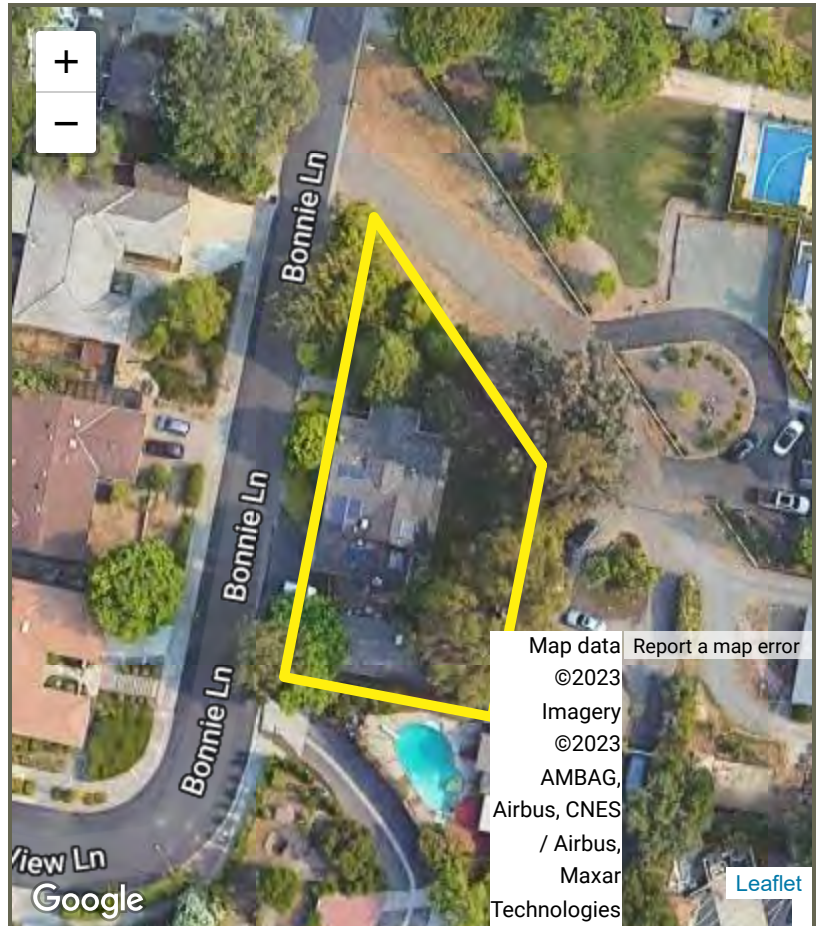 +
−
Bonnie Ln
Bonnie Ln
Bonnie Ln
View Ln
Google
Map data
©2023
Imagery
©2023
AMBAG,
Airbus, CNES
/ Airbus,
Maxar
Technologies
Report a map error
Leaflet